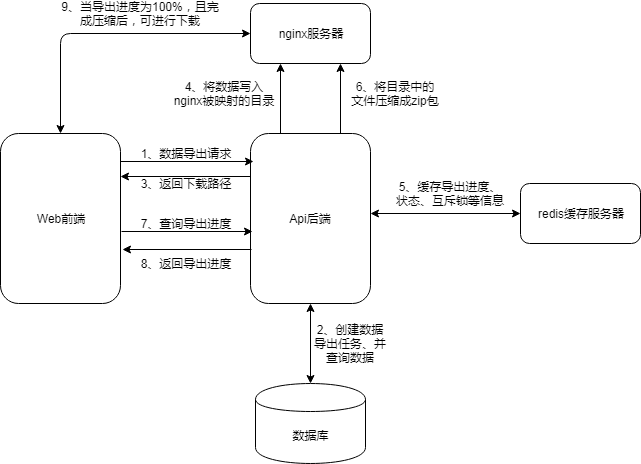 9、当导出进度为100%，且完
成压缩后，可进行下载
nginx服务器
4、将数据写入
nginx被映射的目录
6、将目录中的
文件压缩成zip包
1、数据导出请求
3、返回下载路径
Web前端
7、查询导出进度
8、返回导出进度
Api后端
5、缓存导出进度、
状态、互斥锁等信息
redis缓存服务器
2、创建数据
导出任务、并
查询数据
数据库